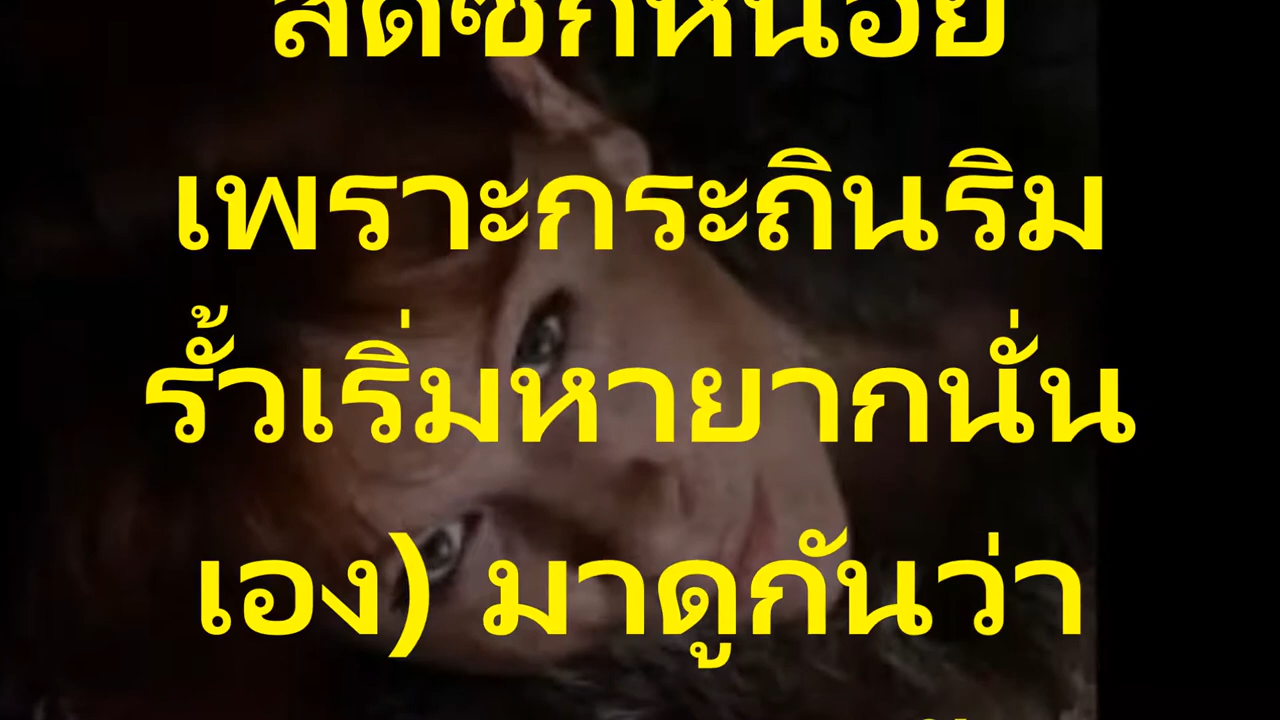 เพราะกระถินริม
รั้วเริ่มหายากนั่น
เอง) มาดูกันว่า